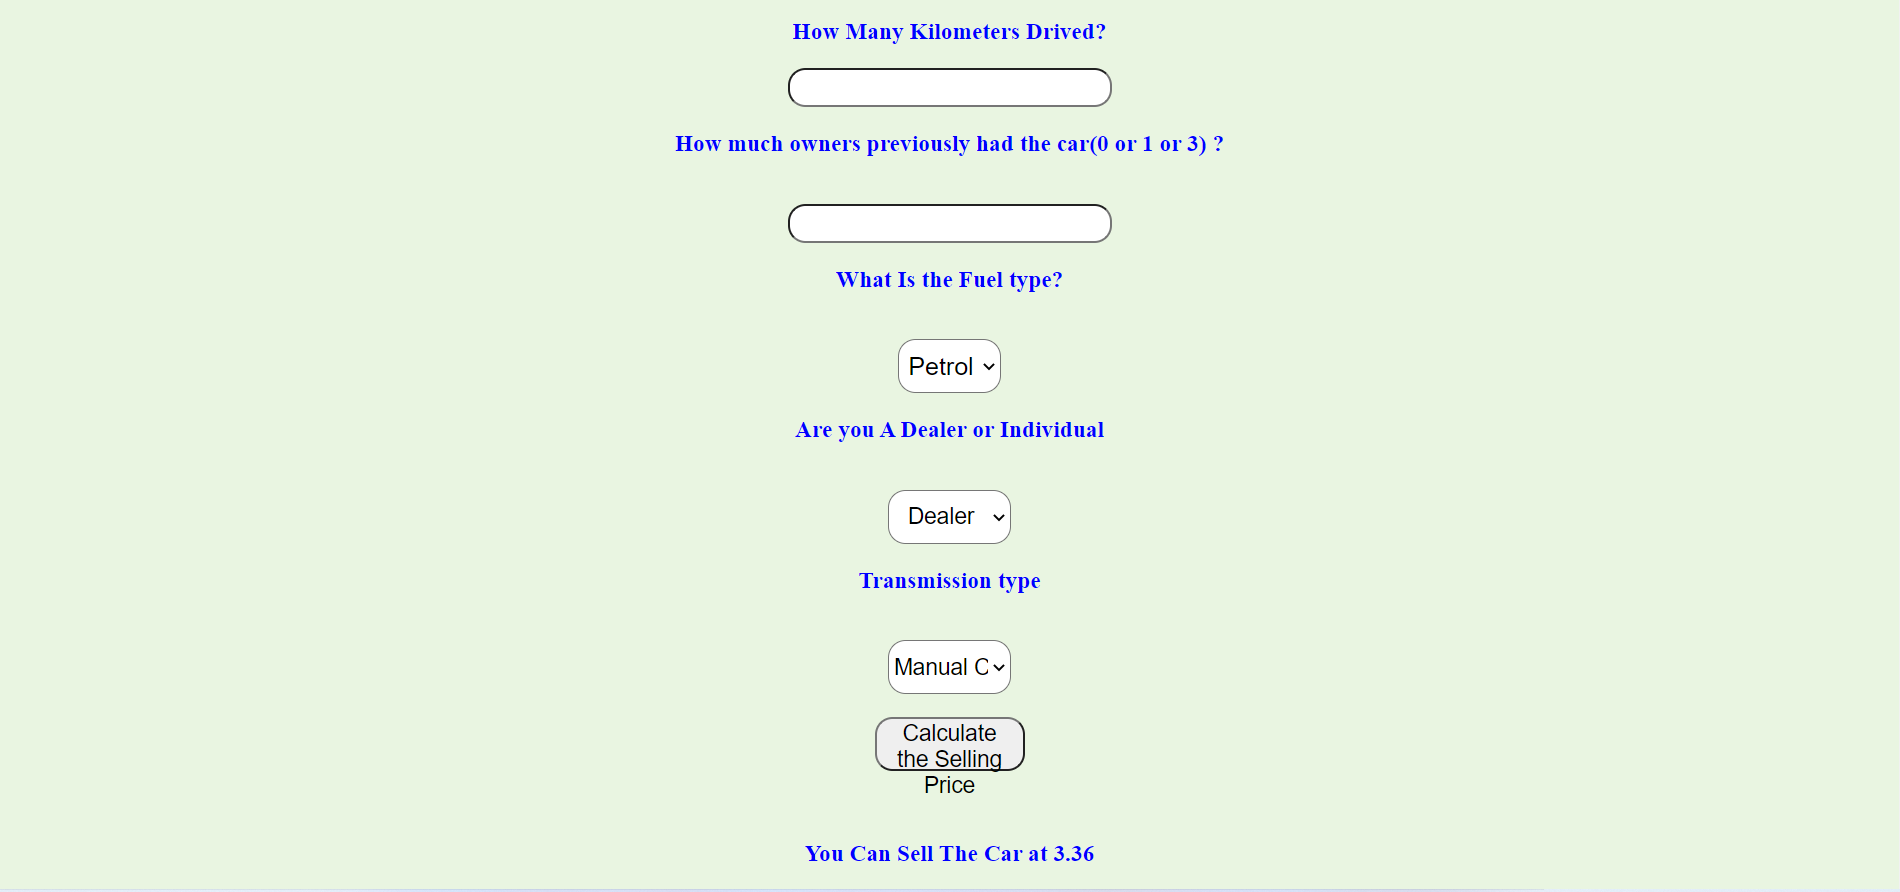 How Many Kilometers Drived?
How much owners previously had the car(0 or 1 or 3) ?
What Is the Fuel type?
Petrol
Are you A Dealer or Individual
Dealer
Transmission type
Manual C
Calculate
the Selling
Price
You Can Sell The Car at 3.36